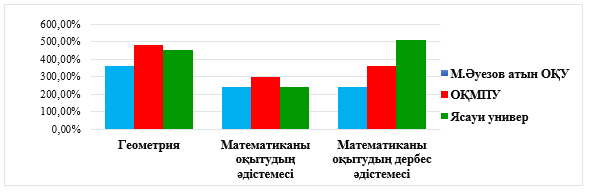 600,00%
500,00%
400,00%
300,00%
200,00%
100,00%
0,00%
Геометрия
Математиканы
оқытудың
әдістемесі
Математиканы
оқытудың дербес
әдістемесі
М.Әуезов атын ОҚУ
ОҚМПУ
Ясауи универ